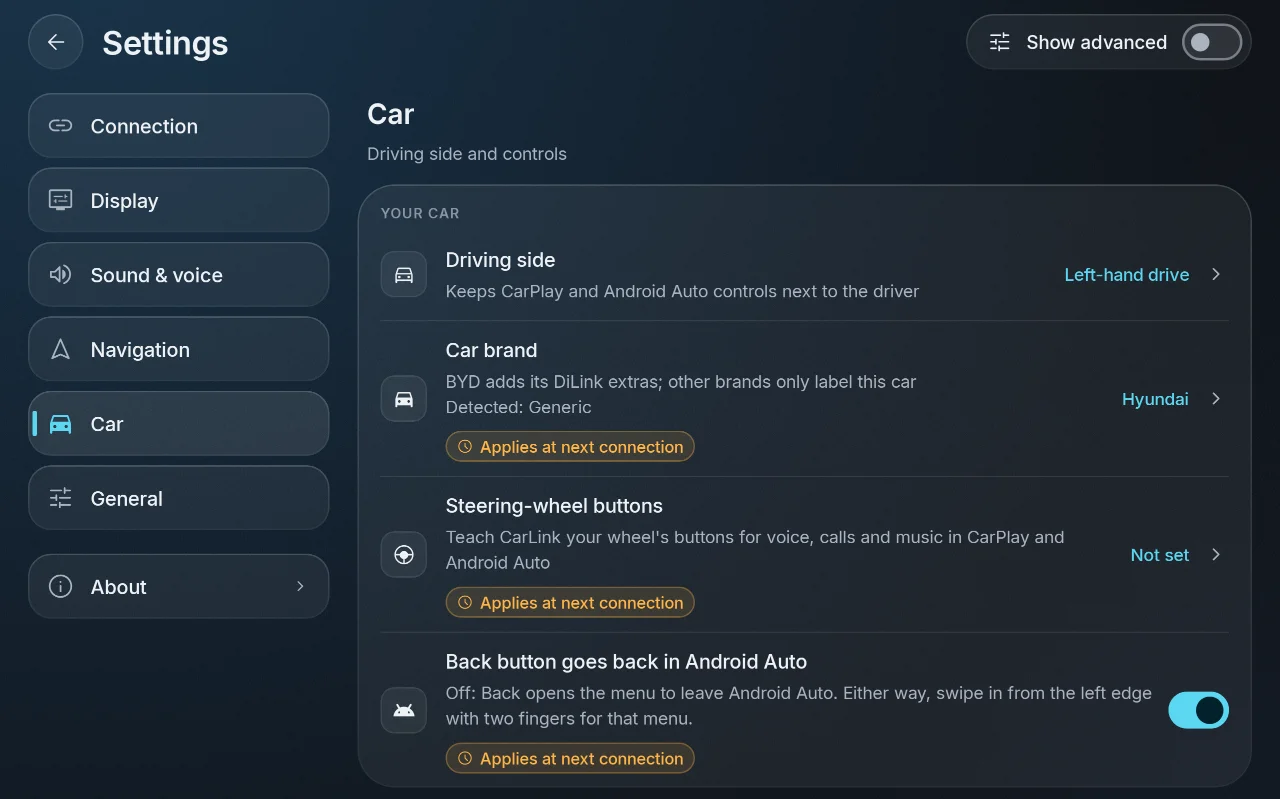 Settings
Show advanced
Connection
Display
Sound & voice
Navigation
Car
General
About
Car
Driving side and controls
YOUR CAR
Driving side
Keeps CarPlay and Android Auto controls next to the driver
Left-hand drive
Car brand
BYD adds its DiLink extras; other brands only label this car
Detected: Generic
Hyundai
Applies at next connection
Steering-wheel buttons
Teach CarLink your wheel's buttons for voice, calls and music in CarPlay and
Android Auto
Not set
Applies at next connection
Back button goes back in Android Auto
Off: Back opens the menu to leave Android Auto. Either way, swipe in from the left edge
with two fingers for that menu.
Applies at next connection